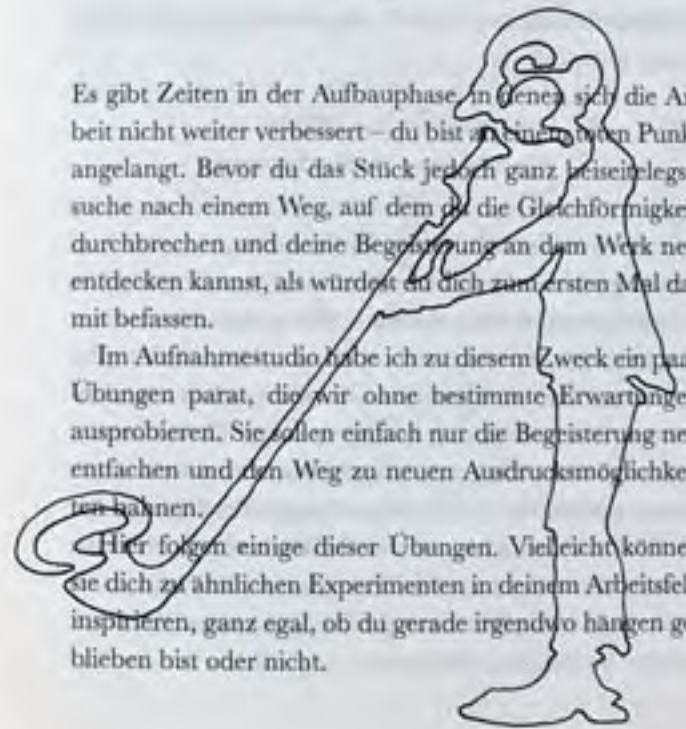 Es gibt Zeiten in der Aufbauphase, in denen sich die Ar
beit nicht weiter verbessert – du bist an einem toten Punk
angelangt. Bevor du das Stück jedoch ganz beiseitelegs
suche nach einem Weg, auf dem du die Gleichförmigke
durchbrechen und deine Begeisterung an dem Werk ne
entdecken kannst, als würdest du dich zum ersten Mal da
mit befassen.
Im Aufnahmestudio habe ich zu diesem Zweck ein paa
Übungen parat, die wir ohne bestimmte Erwartunge
ausprobieren. Sie sollen einfach nur die Begeisterung ne
entfachen und den Weg zu neuen Ausdrucksmöglichke
ten bahnen.
Hier folgen einige dieser Übungen. Vielleicht könne
sie dich zu ähnlichen Experimenten in deinem Arbeitsfel
inspirieren, ganz egal, ob du gerade irgendwo hängen ge
blieben bist oder nicht.